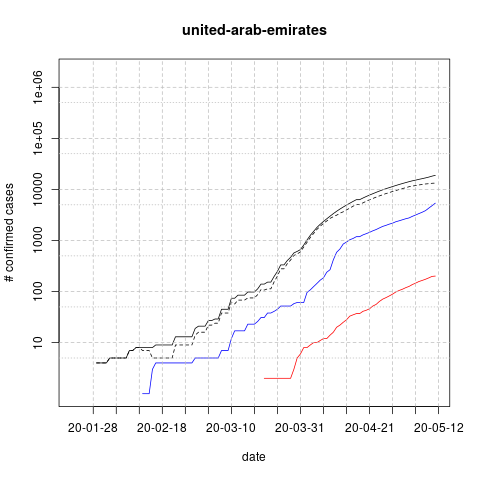 united-arab-emirates
# confirmed cases
1e+06
1e+05
10000
1000
100
10
20-01-28
20-02-18
20-03-10
20-03-31
20-04-21
20-05-12
date